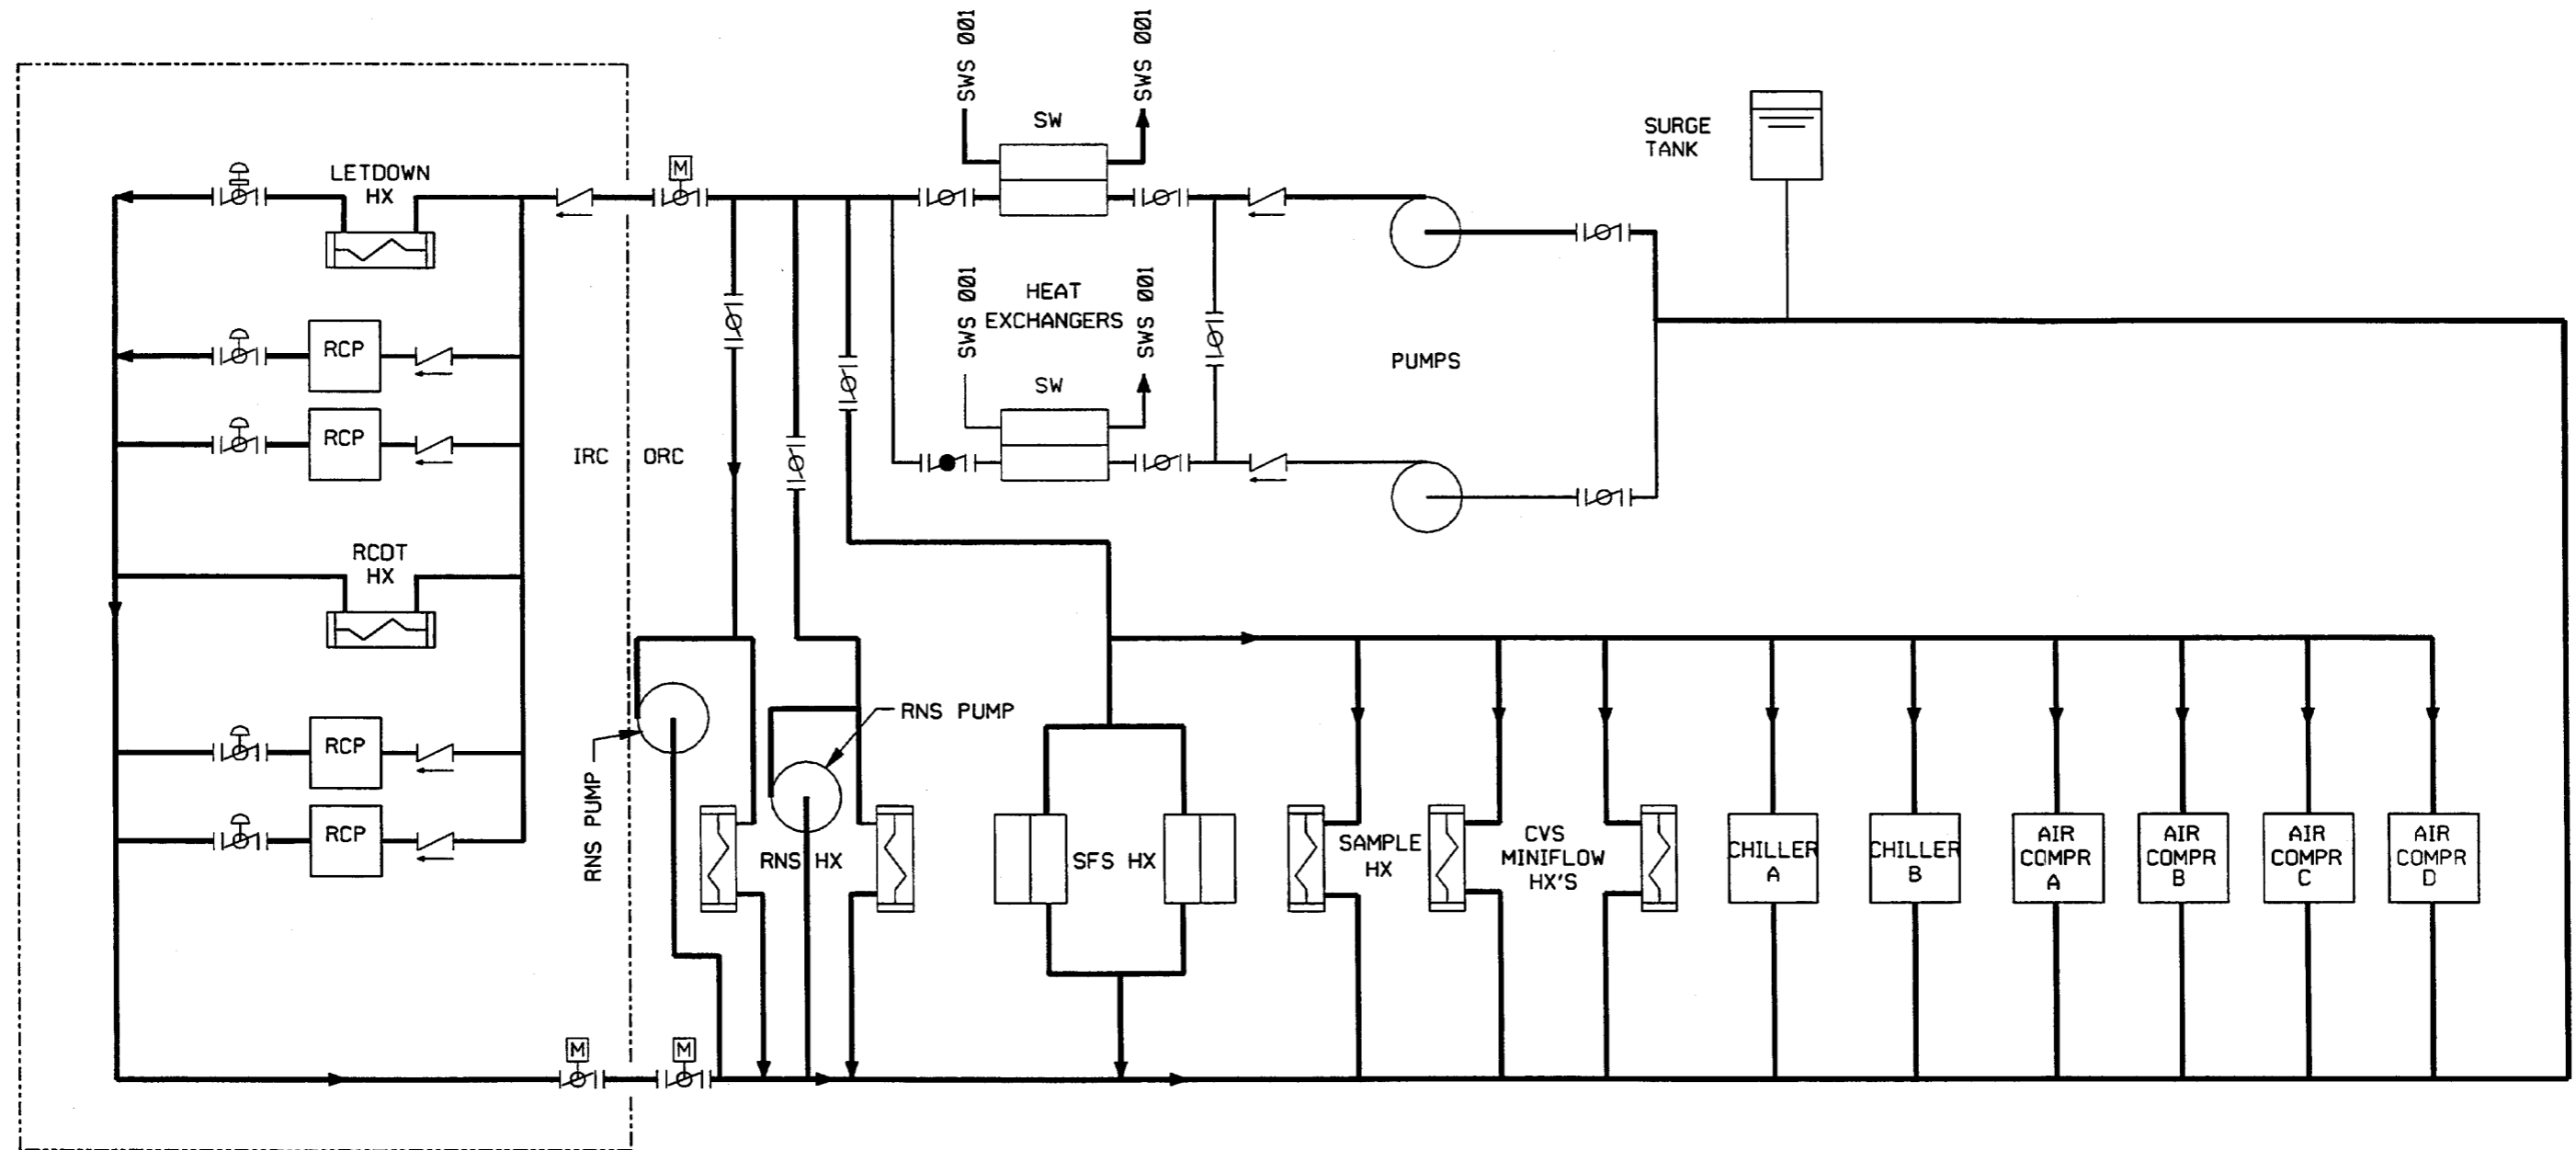 SWS 001
SWS 001
SW
SURGE
TANK
M
LETDOWN
HX
SWS 001
SWS 001
HEAT
EXCHANGERS
RCP
PUMPS
SW
RCP
IRC
ORC
RCDT
HX
RNS PUMP
RCP
RNS PUMP
RCP
RNS HX
SFS HX
SAMPLE
HX
CVS
MINIFLOW
HX'S
CHILLER
A
CHILLER
B
AIR
COMPR
A
AIR
COMPR
B
AIR
COMPR
C
AIR
COMPR
D
M
M